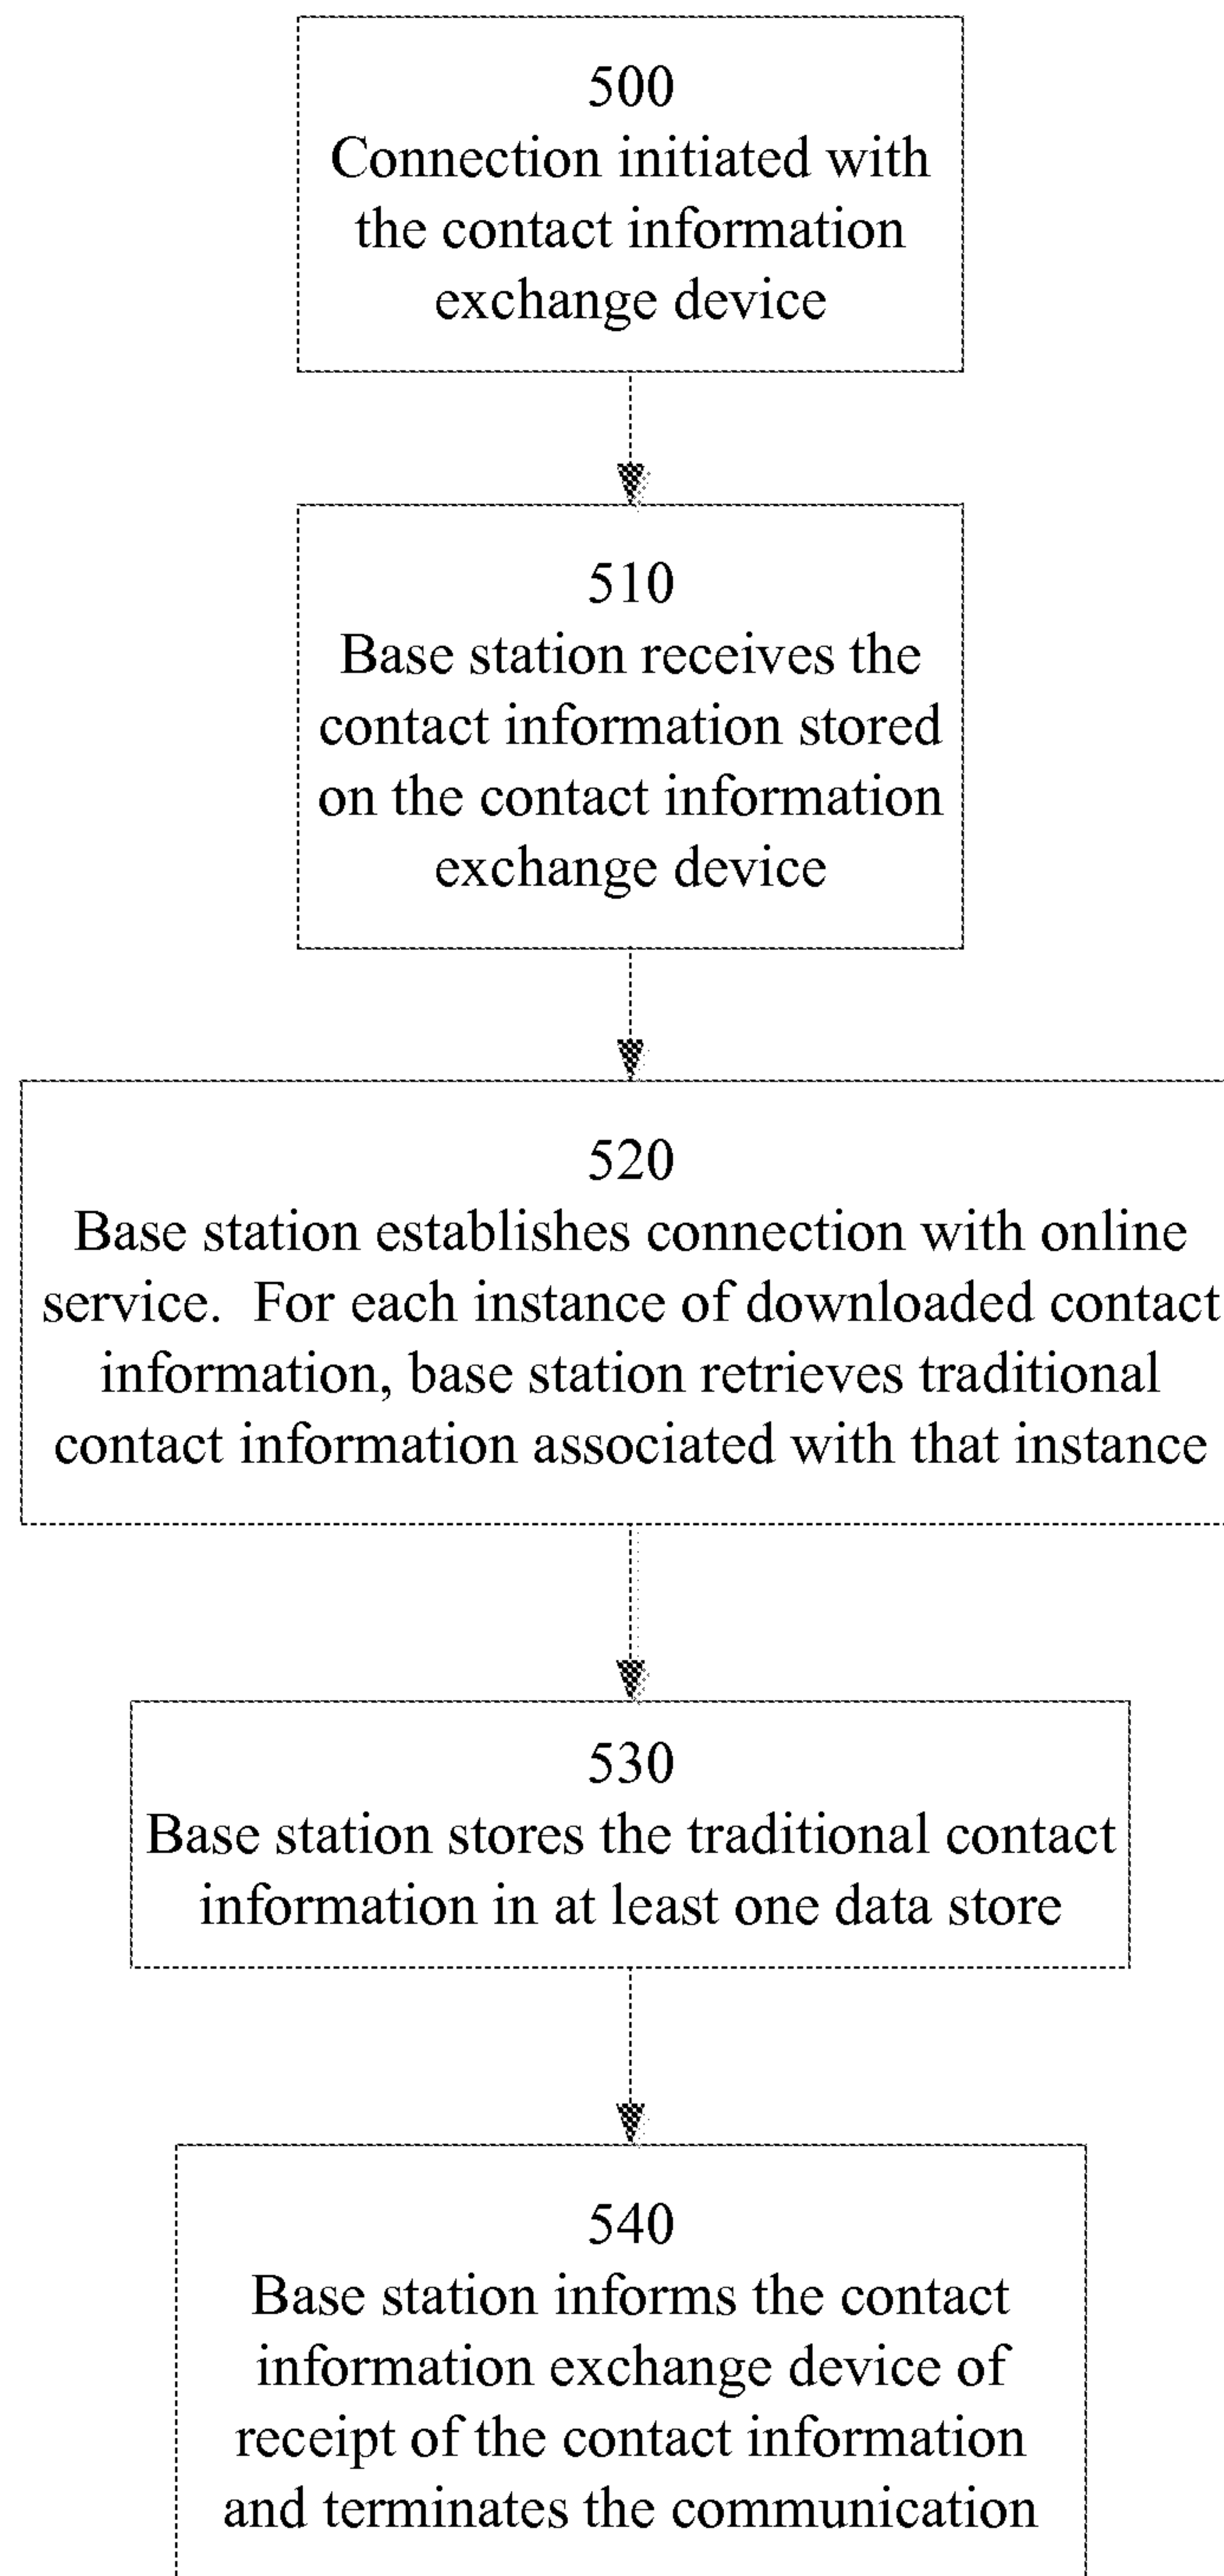 500
Connection initiated with
the contact information
exchange device
510
Base station receives the
contact information stored
on the contact information
exchange device
520
Base station establishes connection with online
service.  For each instance of downloaded contact
information, base station retrieves traditional
contact information associated with that instance
530
Base station stores the traditional contact
information in at least one data store
540
Base station informs the contact
information exchange device of
receipt of the contact information
and terminates the communication